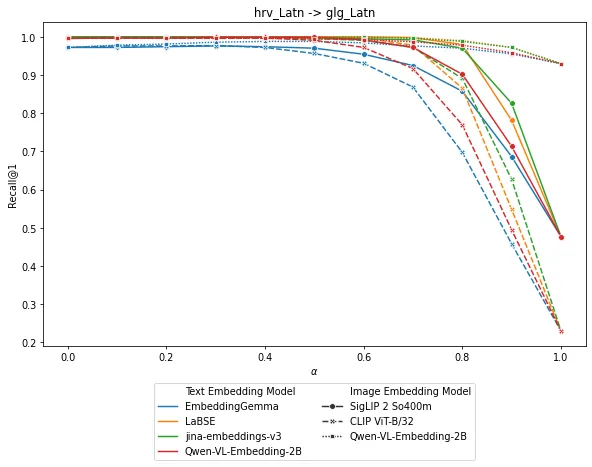 hrv_Latn -> glg_Latn
1.0
0.9
0.8
0.7
0.6
0.5
0.4
0.3
0.2
Recall@1
0.0 0.2 0.4 0.6 0.8 1.0
α
Text Embedding Model Image Embedding Model
EmbeddingGemma SigLIP 2 So400m
LaBSE CLIP ViT-B/32
jina-embeddings-v3 Qwen-VL-Embedding-2B
Qwen-VL-Embedding-2B